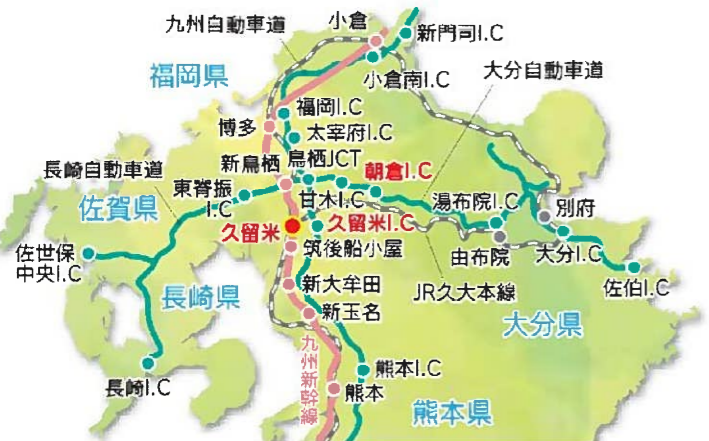 九州自動車道
小倉
新門司I.C
福岡県
小倉南I.C
大分自動車道
福岡I.C
博多
太宰府I.C
長崎自動車道
新鳥栖
鳥栖JCT
朝倉I.C
東脊振
I.C
甘木I.C
湯布院I.C
別府
佐賀県
久留米
久留米I.C
佐世保
中央I.C
筑後船小屋
由布院
大分I.C
長崎県
新大牟田
JR久大本線
佐伯I.C
新玉名
大分県
九州新幹線
長崎I.C
熊本I.C
熊本
熊本県